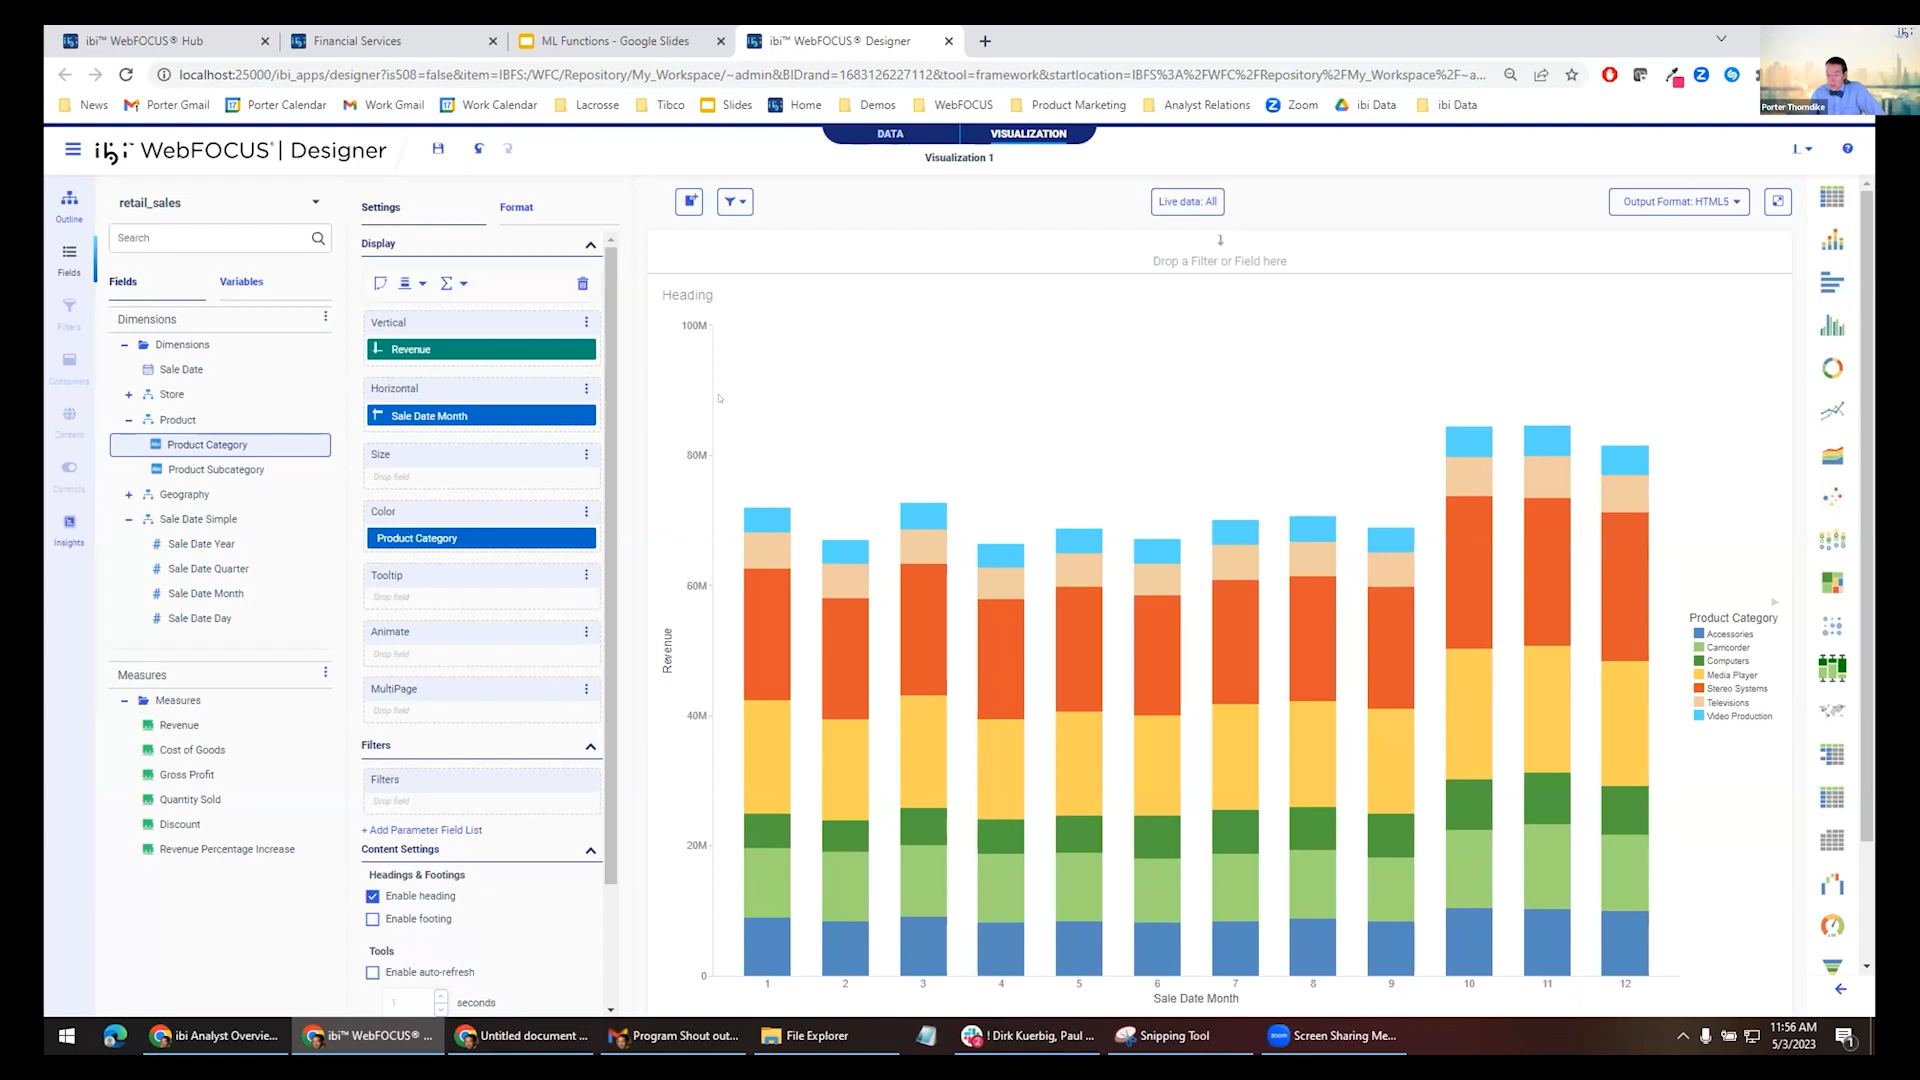 ibi™ WebFOCUS® Hub
Financial Services
ML Functions - Google Slides
ibi™ WebFOCUS® Designer
localhost:25000/ibi_apps/designer?is508=false&item=IBFS:/WFC/Repository/My_Workspace/~admin&BIDrand=1683126227112&tool=framework&startlocation=IBFS%3A%2FWFC%2FRepository%2FMy_Workspace%2F~a...
News
Porter Gmail
Porter Calendar
Work Gmail
Work Calendar
Lacrosse
Tibco
Slides
Home
Demos
WebFOCUS
Product Marketing
Analyst Relations
Zoom
ibi Data
ibi Data
Porter Thorndike
ibi™ WebFOCUS® | Designer
DATA
VISUALIZATION
Visualization 1
Outline
Fields
Filters
Containers
Content
Controls
Insights
retail_sales
Search
Fields
Variables
Dimensions
Dimensions
Sale Date
Store
Product
Product Category
Product Subcategory
Geography
Sale Date Simple
Sale Date Year
Sale Date Quarter
Sale Date Month
Sale Date Day
Measures
Measures
Revenue
Cost of Goods
Gross Profit
Quantity Sold
Discount
Revenue Percentage Increase
Settings
Format
Display
Vertical
Revenue
Horizontal
Sale Date Month
Size
Drop field
Color
Product Category
Tooltip
Drop field
Animate
Drop field
MultiPage
Drop field
Filters
Filters
Drop field
+ Add Parameter Field List
Content Settings
Headings & Footings
Enable heading
Enable footing
Tools
Enable auto-refresh
1
seconds
Live data: All
Output Format: HTML5
Drop a Filter or Field here
Heading
100M
80M
60M
40M
20M
0
Revenue
1 2 3 4 5 6 7 8 9 10 11 12
Sale Date Month
Product Category
Accessories
Camcorder
Computers
Media Player
Stereo Systems
Televisions
Video Production
ibi Analyst Overvie...
ibi™ WebFOCUS® ...
Untitled document ...
Program Shout out...
File Explorer
! Dirk Kuerbig, Paul ...
Snipping Tool
zoom
Screen Sharing Me...
11:56 AM
5/3/2023
1